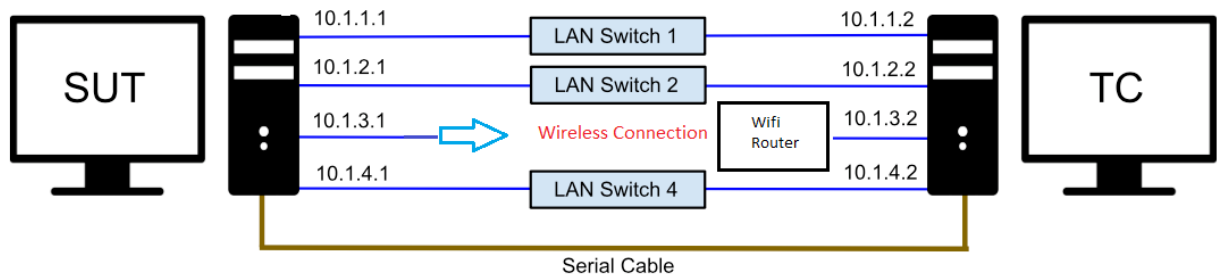 10.1.1.1
LAN Switch 1
10.1.1.2
10.1.2.1
LAN Switch 2
10.1.2.2
SUT
TC
10.1.3.1
Wireless Connection
Wifi
Router
10.1.3.2
10.1.4.1
LAN Switch 4
10.1.4.2
Serial Cable